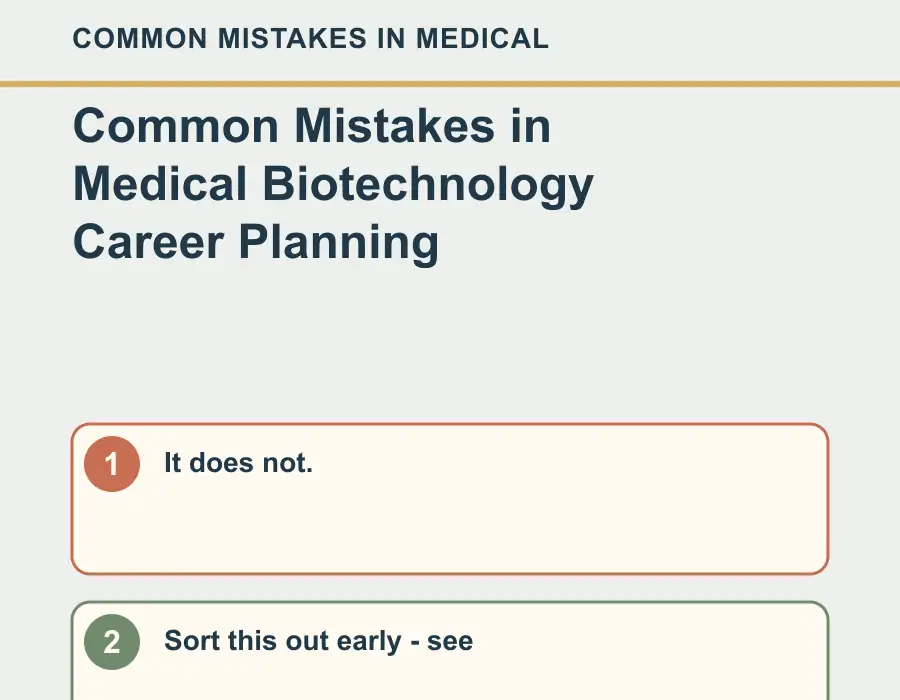 COMMON MISTAKES IN MEDICAL
Common Mistakes in
Medical Biotechnology
Career Planning
1
It does not.
2
Sort this out early - see